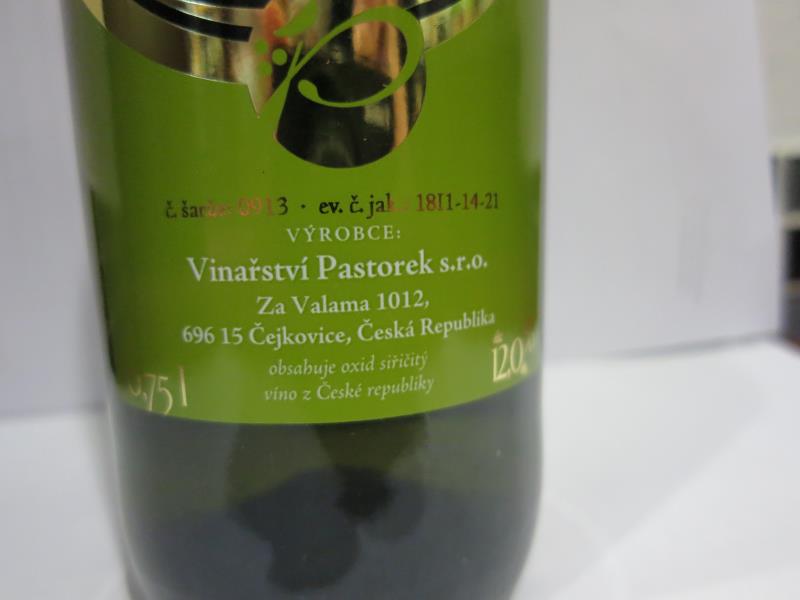 č. šarže: 0913 · ev. č. jak.: 18I1-14-21
VÝROBCE:
Vinařství Pastorek s.r.o.
Za Valama 1012,
696 15 Čejkovice, Česká Republika
obsahuje oxid siřičitý
víno z České republiky
0,75 l
12,0